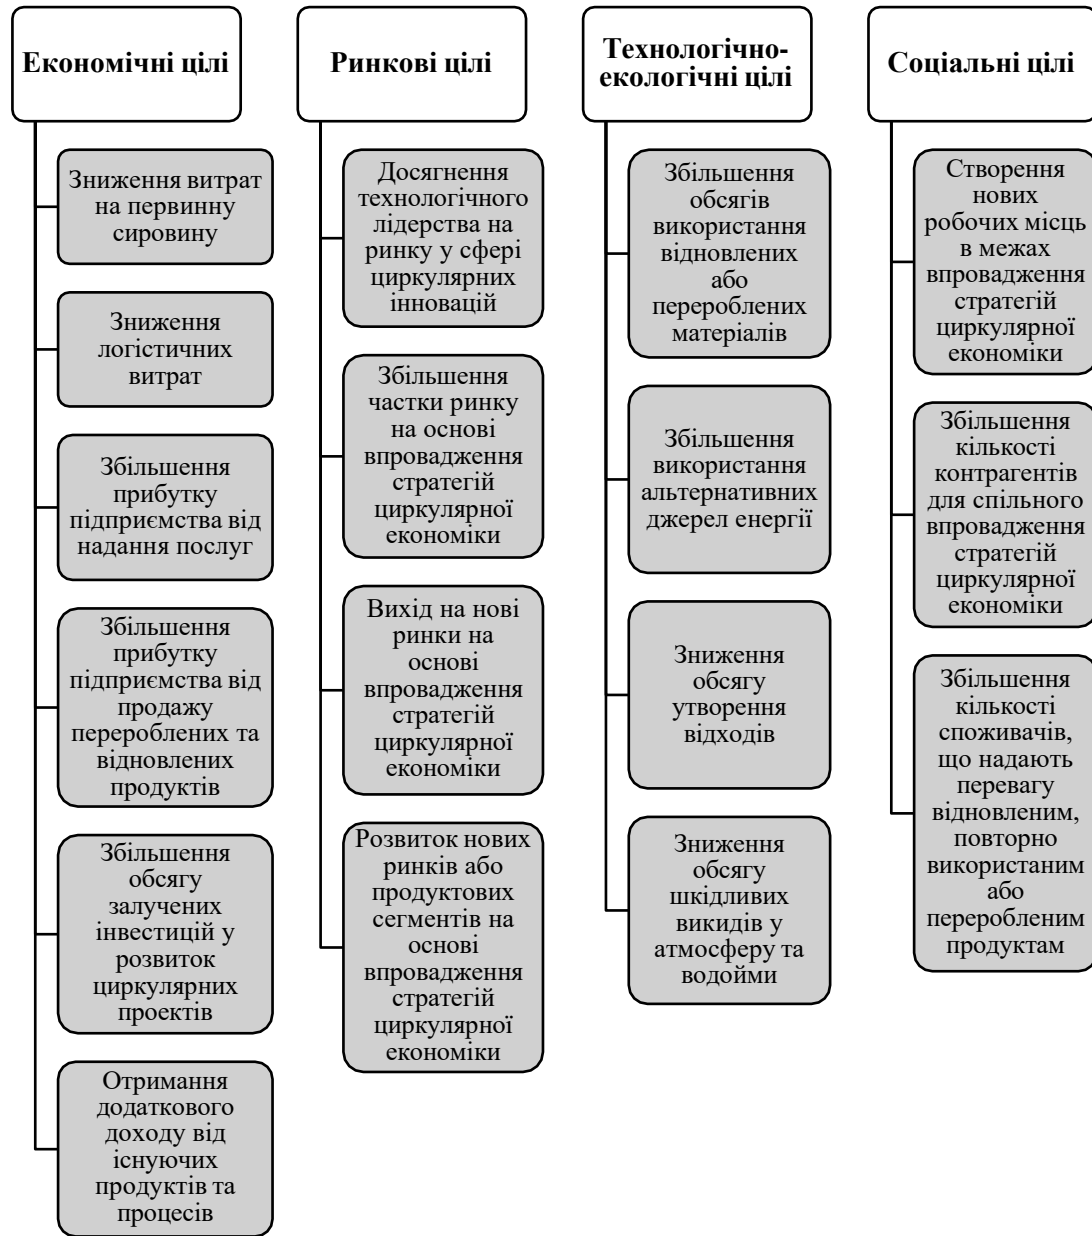 Економічні цілі
Зниження витрат
на первинну
сировину
Зниження
логістичних
витрат
Збільшення
прибутку
підприємства від
надання послуг
Збільшення
прибутку
підприємства від
продажу
перероблених та
відновлених
продуктів
Збільшення
обсягу
залучених
інвестицій у
розвиток
циркулярних
проектів
Отримання
додаткового
доходу від
існуючих
продуктів та
процесів
Ринкові цілі
Досягнення
технологічного
лідерства на
ринку у сфері
циркулярних
інновацій
Збільшення
частки ринку
на основі
впровадження
стратегій
циркулярної
економіки
Вихід на нові
ринки на
основі
впровадження
стратегій
циркулярної
економіки
Розвиток нових
ринків або
продуктових
сегментів на
основі
впровадження
стратегій
циркулярної
економіки
Технологічно-
екологічні цілі
Збільшення
обсягів
використання
відновлених
або
перероблених
матеріалів
Збільшення
використання
альтернативних
джерел енергії
Зниження
обсягу
утворення
відходів
Зниження
обсягу
шкідливих
викидів у
атмосферу та
водойми
Соціальні цілі
Створення
нових
робочих місць
в межах
впровадження
стратегій
циркулярної
економіки
Збільшення
кількості
контрагентів
для спільного
впровадження
стратегій
циркулярної
економіки
Збільшення
кількості
споживачів,
що надають
перевагу
відновленим,
повторно
використаним
або
переробленим
продуктам